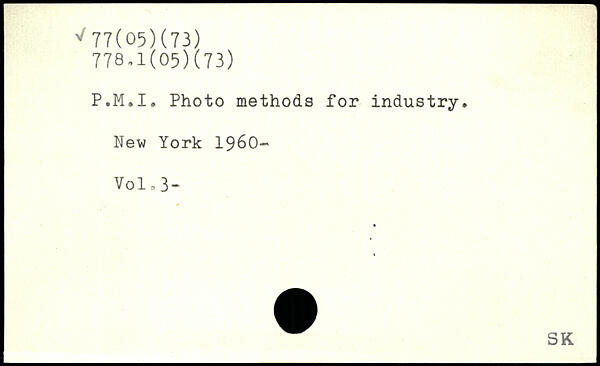 √ 77(05)(73)
778.1(05)(73)
P.M.I. Photo methods for industry.
New York 1960-
Vol.3-
SK